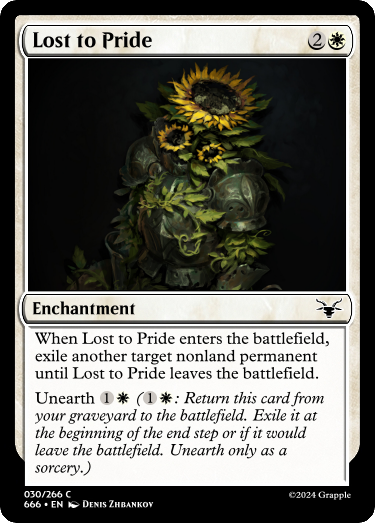 Lost to Pride 2
Enchantment
When Lost to Pride enters the battlefield,
exile another target nonland permanent
until Lost to Pride leaves the battlefield.
Unearth 1 (1 : Return this card from
your graveyard to the battlefield. Exile it at
the beginning of the end step or if it would
leave the battlefield. Unearth only as a
sorcery.)
030/266 C
666 • EN DENIS ZHBANKOV
©2024 Grapple